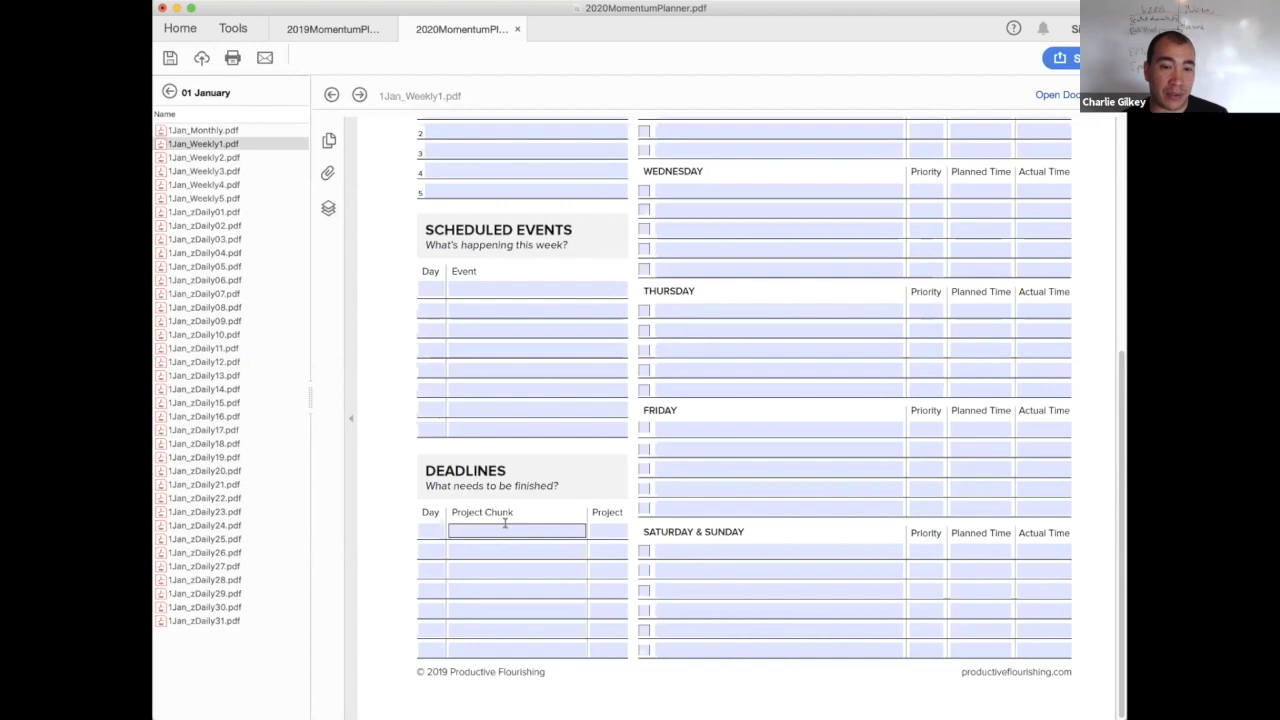 2020MomentumPlanner.pdf
Home
Tools
2019MomentumPl...
2020MomentumPl...
01 January
1Jan_Weekly1.pdf
Open Doc
Charlie Gilkey
Name
1Jan_Monthly.pdf
1Jan_Weekly1.pdf
1Jan_Weekly2.pdf
1Jan_Weekly3.pdf
1Jan_Weekly4.pdf
1Jan_Weekly5.pdf
1Jan_zDaily01.pdf
1Jan_zDaily02.pdf
1Jan_zDaily03.pdf
1Jan_zDaily04.pdf
1Jan_zDaily05.pdf
1Jan_zDaily06.pdf
1Jan_zDaily07.pdf
1Jan_zDaily08.pdf
1Jan_zDaily09.pdf
1Jan_zDaily10.pdf
1Jan_zDaily11.pdf
1Jan_zDaily12.pdf
1Jan_zDaily13.pdf
1Jan_zDaily14.pdf
1Jan_zDaily15.pdf
1Jan_zDaily16.pdf
1Jan_zDaily17.pdf
1Jan_zDaily18.pdf
1Jan_zDaily19.pdf
1Jan_zDaily20.pdf
1Jan_zDaily21.pdf
1Jan_zDaily22.pdf
1Jan_zDaily23.pdf
1Jan_zDaily24.pdf
1Jan_zDaily25.pdf
1Jan_zDaily26.pdf
1Jan_zDaily27.pdf
1Jan_zDaily28.pdf
1Jan_zDaily29.pdf
1Jan_zDaily30.pdf
1Jan_zDaily31.pdf
2
3
4
5
SCHEDULED EVENTS
What's happening this week?
Day Event
DEADLINES
What needs to be finished?
Day Project Chunk Project
WEDNESDAY Priority Planned Time Actual Time
THURSDAY Priority Planned Time Actual Time
FRIDAY Priority Planned Time Actual Time
SATURDAY & SUNDAY Priority Planned Time Actual Time
© 2019 Productive Flourishing
productiveflourishing.com